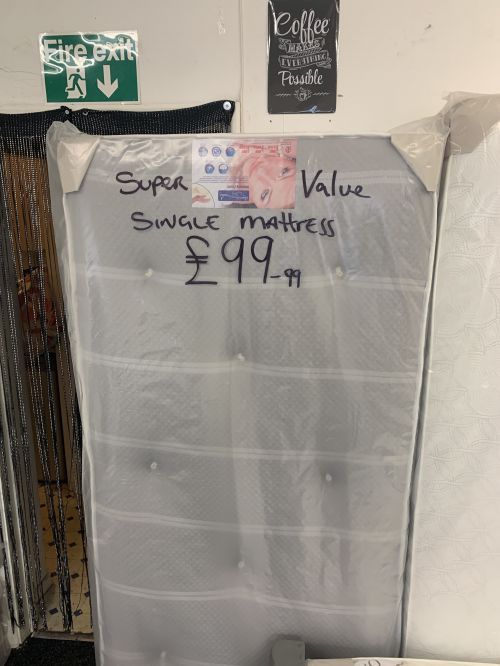 Fire exit
Coffee
MAKES
EVERYTHING
Possible
SUPER Value
SINGLE MATTRESS
£99-99